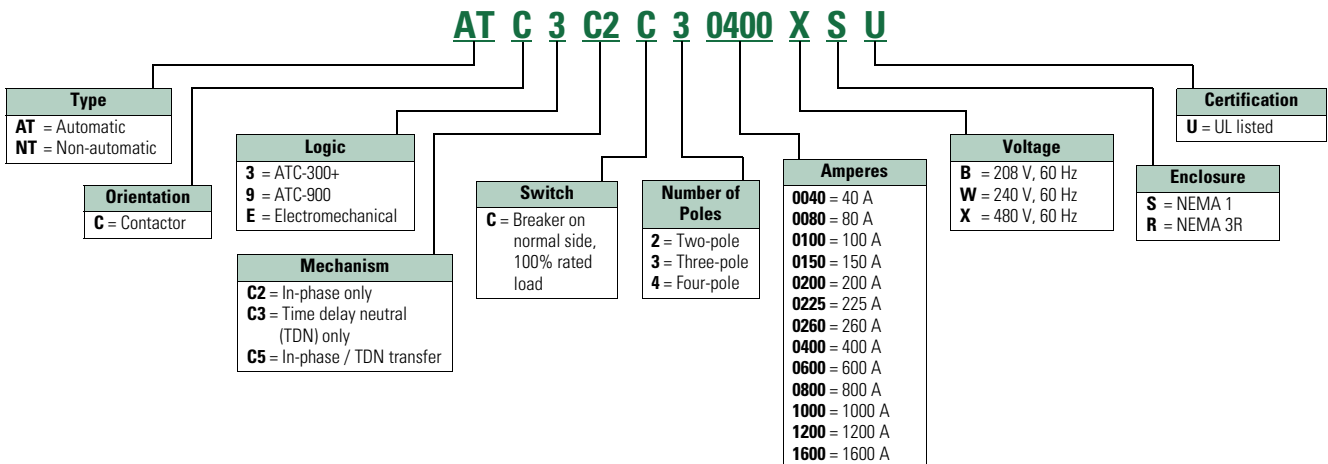 AT C 3 C2 C 3 0400 X S U
Type
AT = Automatic
NT = Non-automatic
Orientation
C = Contactor
Logic
3 = ATC-300+
9 = ATC-900
E = Electromechanical
Mechanism
C2 = In-phase only
C3 = Time delay neutral
(TDN) only
C5 = In-phase / TDN transfer
Switch
C = Breaker on
normal side,
100% rated
load
Number of
Poles
2 = Two-pole
3 = Three-pole
4 = Four-pole
Amperes
0040 = 40 A
0080 = 80 A
0100 = 100 A
0150 = 150 A
0200 = 200 A
0225 = 225 A
0260 = 260 A
0400 = 400 A
0600 = 600 A
0800 = 800 A
1000 = 1000 A
1200 = 1200 A
1600 = 1600 A
Voltage
B = 208 V, 60 Hz
W = 240 V, 60 Hz
X = 480 V, 60 Hz
Enclosure
S = NEMA 1
R = NEMA 3R
Certification
U = UL listed